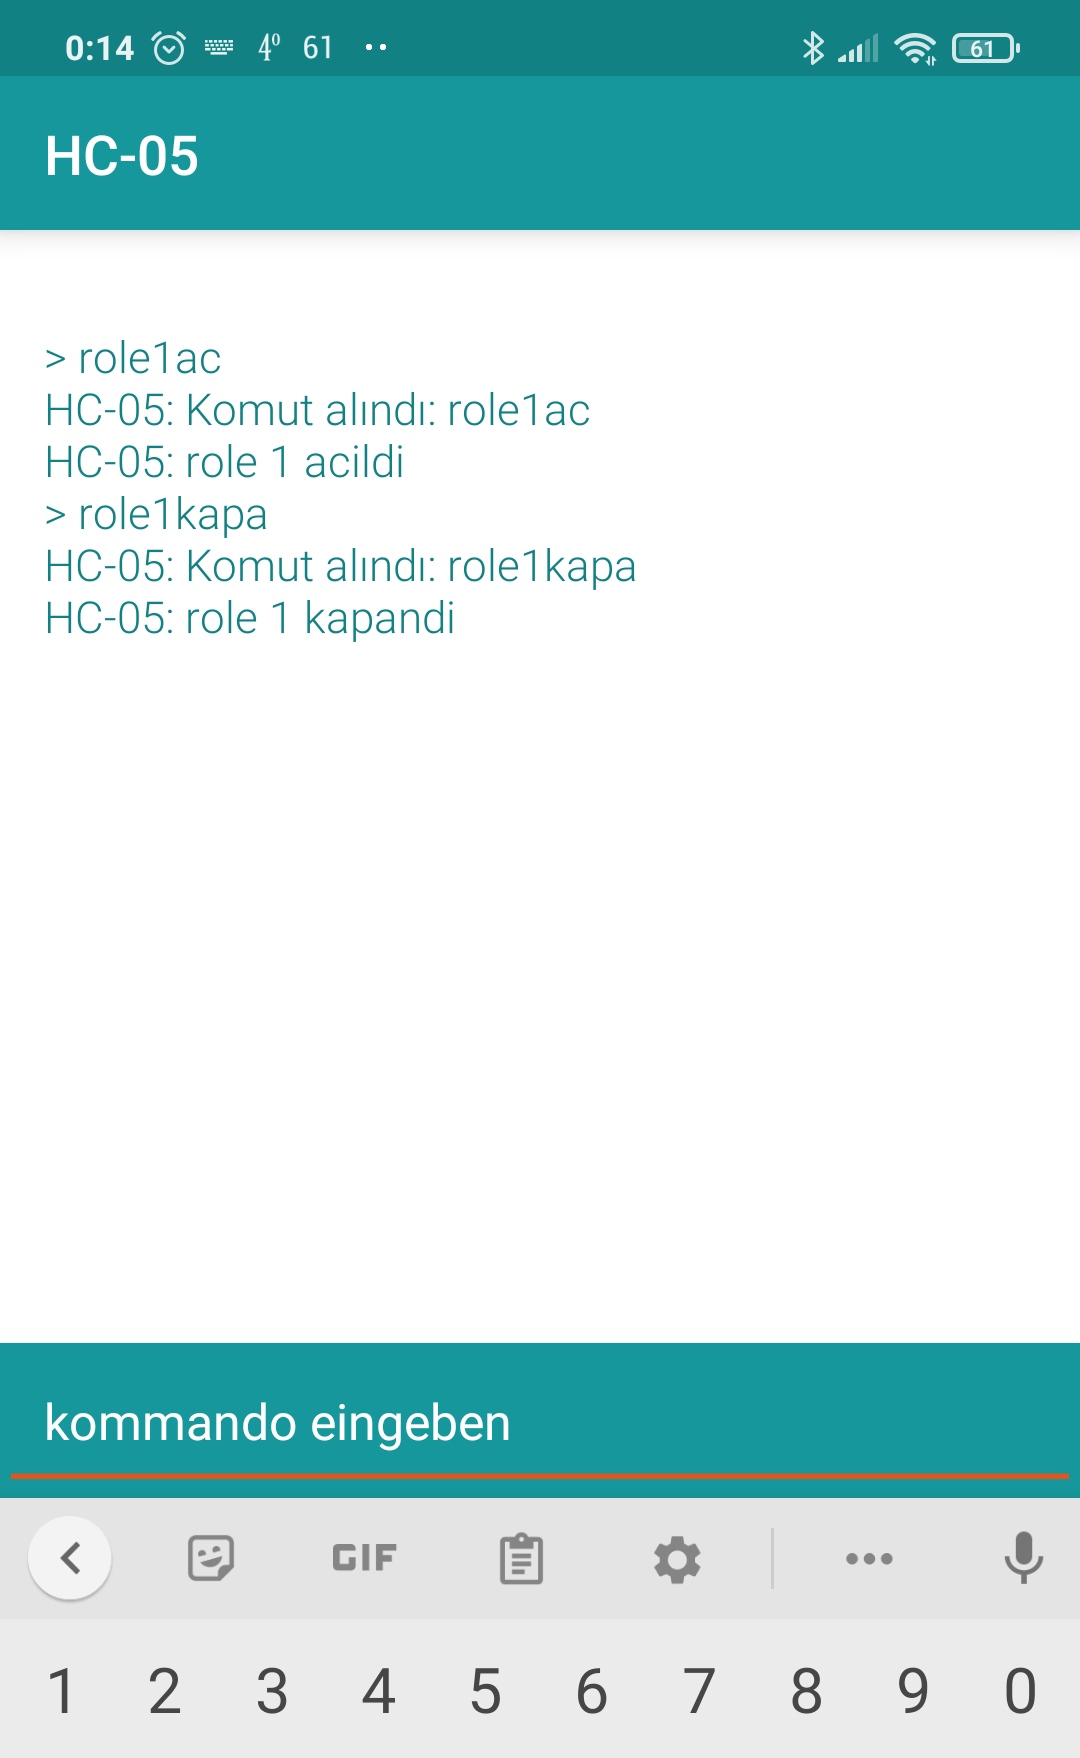 0:14 4º 61 61
HC-05
> role1ac
HC-05: Komut alındı: role1ac
HC-05: role 1 acildi
> role1kapa
HC-05: Komut alındı: role1kapa
HC-05: role 1 kapandi
kommando eingeben
GIF
1 2 3 4 5 6 7 8 9 0